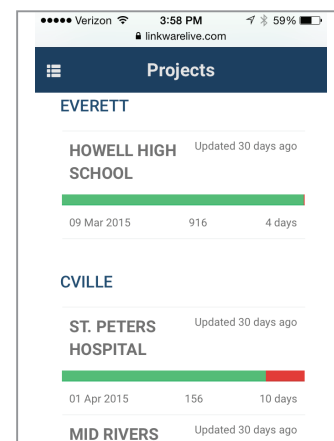 Verizon 3:58 PM 59%
linkwarelive.com
Projects
EVERETT
HOWELL HIGH Updated 30 days ago
SCHOOL
09 Mar 2015 916 4 days
CVILLE
ST. PETERS Updated 30 days ago
HOSPITAL
01 Apr 2015 156 10 days
MID RIVERS Updated 30 days ago